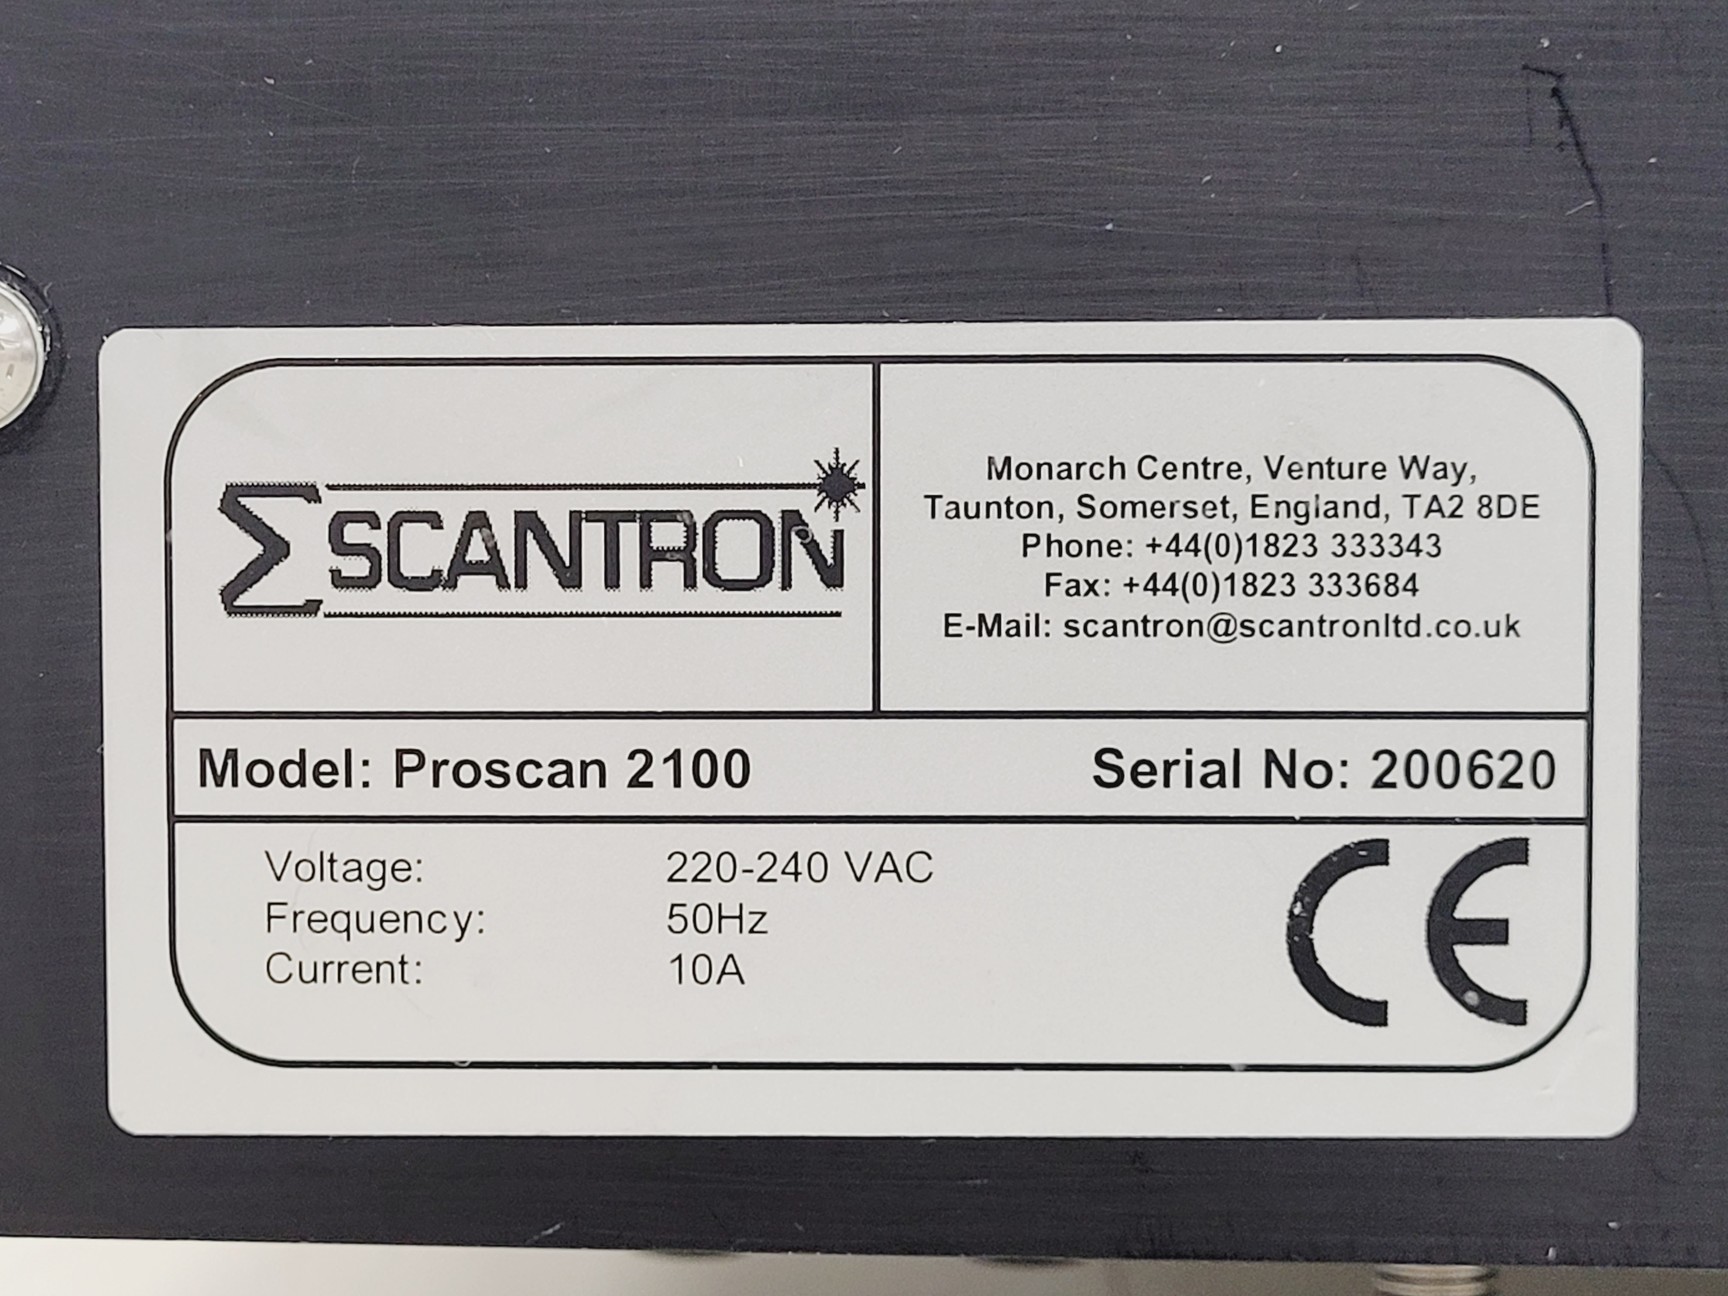 ΣSCANTRON
Monarch Centre, Venture Way,
Taunton, Somerset, England, TA2 8DE
Phone: +44(0)1823 333343
Fax: +44(0)1823 333684
E-Mail: scantron@scantronltd.co.uk
Model: Proscan 2100 Serial No: 200620
Voltage: 220-240 VAC
Frequency: 50Hz
Current: 10A
CE